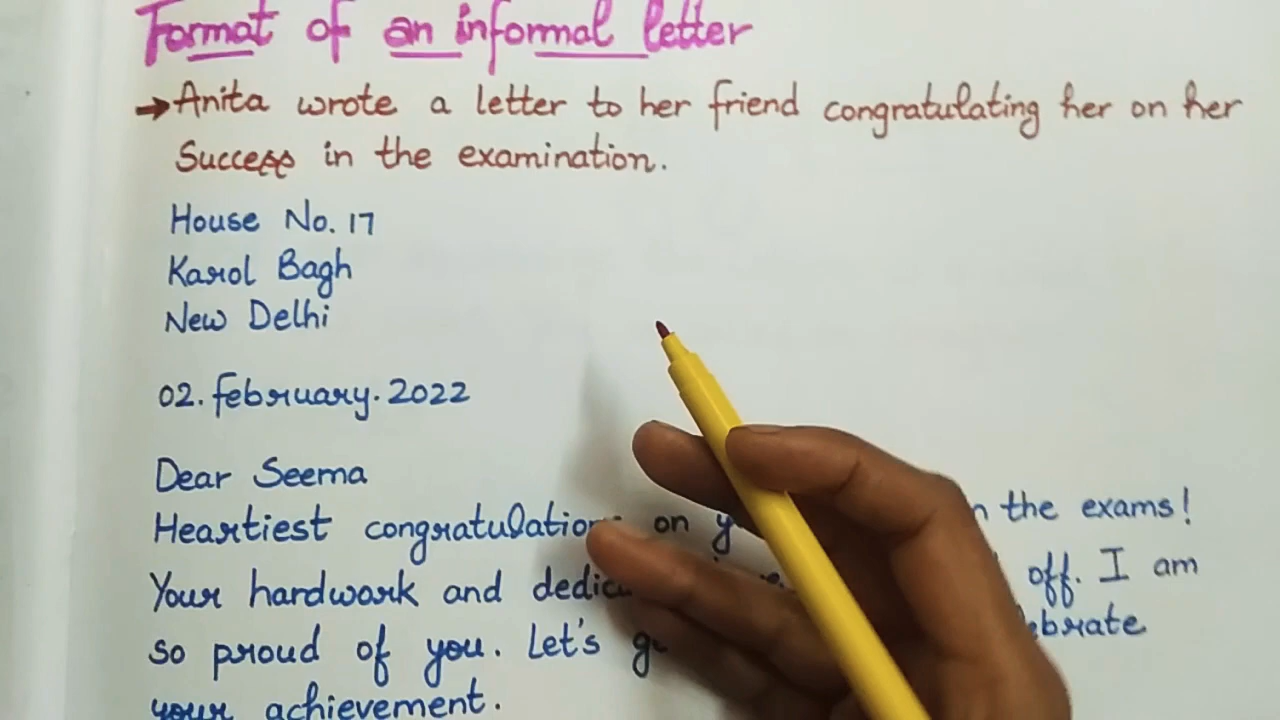 Format of an informal letter
→Anita wrote a letter to her friend congratulating her on her
Success in the examination.
House No. 17
Karol Bagh
New Delhi
02. february. 2022
Dear Seema
Heartiest congratulations on the exams!
Your hardwork and off. I am
so proud of you. Let's
your achievement.